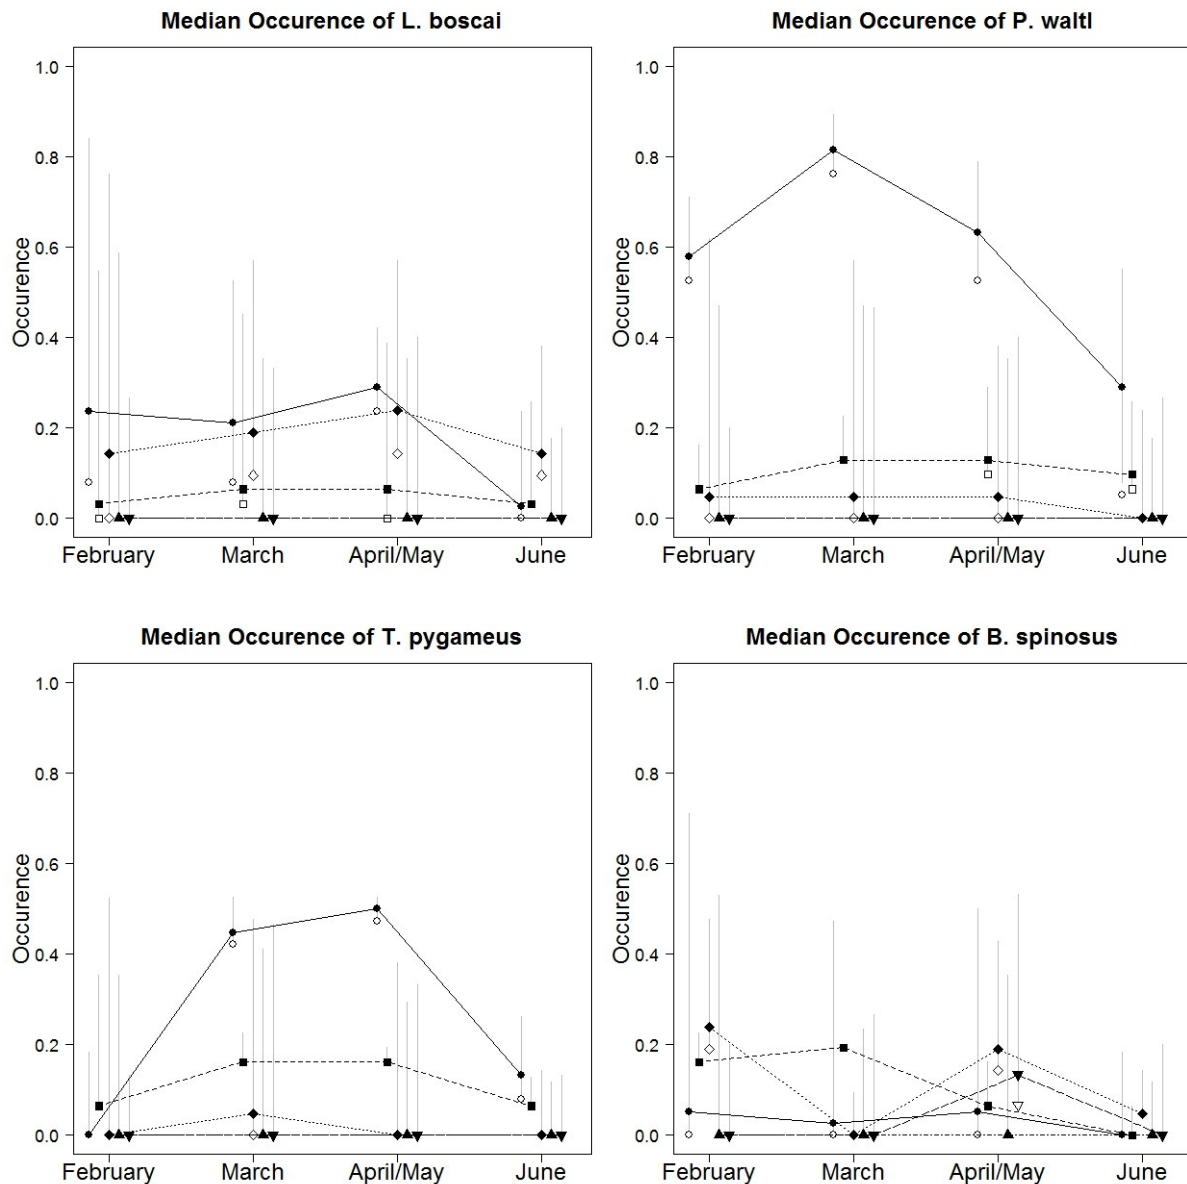 Median Occurence of L. boscai
Occurence
1.0
0.8
0.6
0.4
0.2
0.0
February March April/May June
Median Occurence of P. waltl
Occurence
1.0
0.8
0.6
0.4
0.2
0.0
February March April/May June
Median Occurence of T. pygameus
Occurence
1.0
0.8
0.6
0.4
0.2
0.0
February March April/May June
Median Occurence of B. spinosus
Occurence
1.0
0.8
0.6
0.4
0.2
0.0
February March April/May June